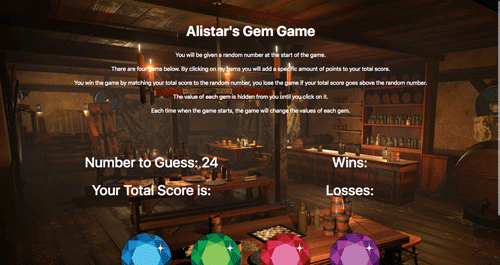 Alistar's Gem Game
You will be given a random number at the start of the game.
There are four gems below. By clicking on my gems you will add a specific amount of points to your total score.
You win the game by matching your total score to the random number, you lose the game if your total score goes above the random number.
The value of each gem is hidden from you until you click on it.
Each time when the game starts, the game will change the values of each gem.
Number to Guess: 24
Wins:
Your Total Score is:
Losses: